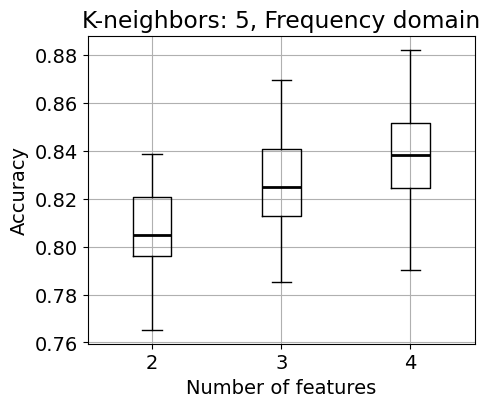 K-neighbors: 5, Frequency domain
0.88
0.86
0.84
0.82
0.80
0.78
0.76
Accuracy
2 3 4
Number of features